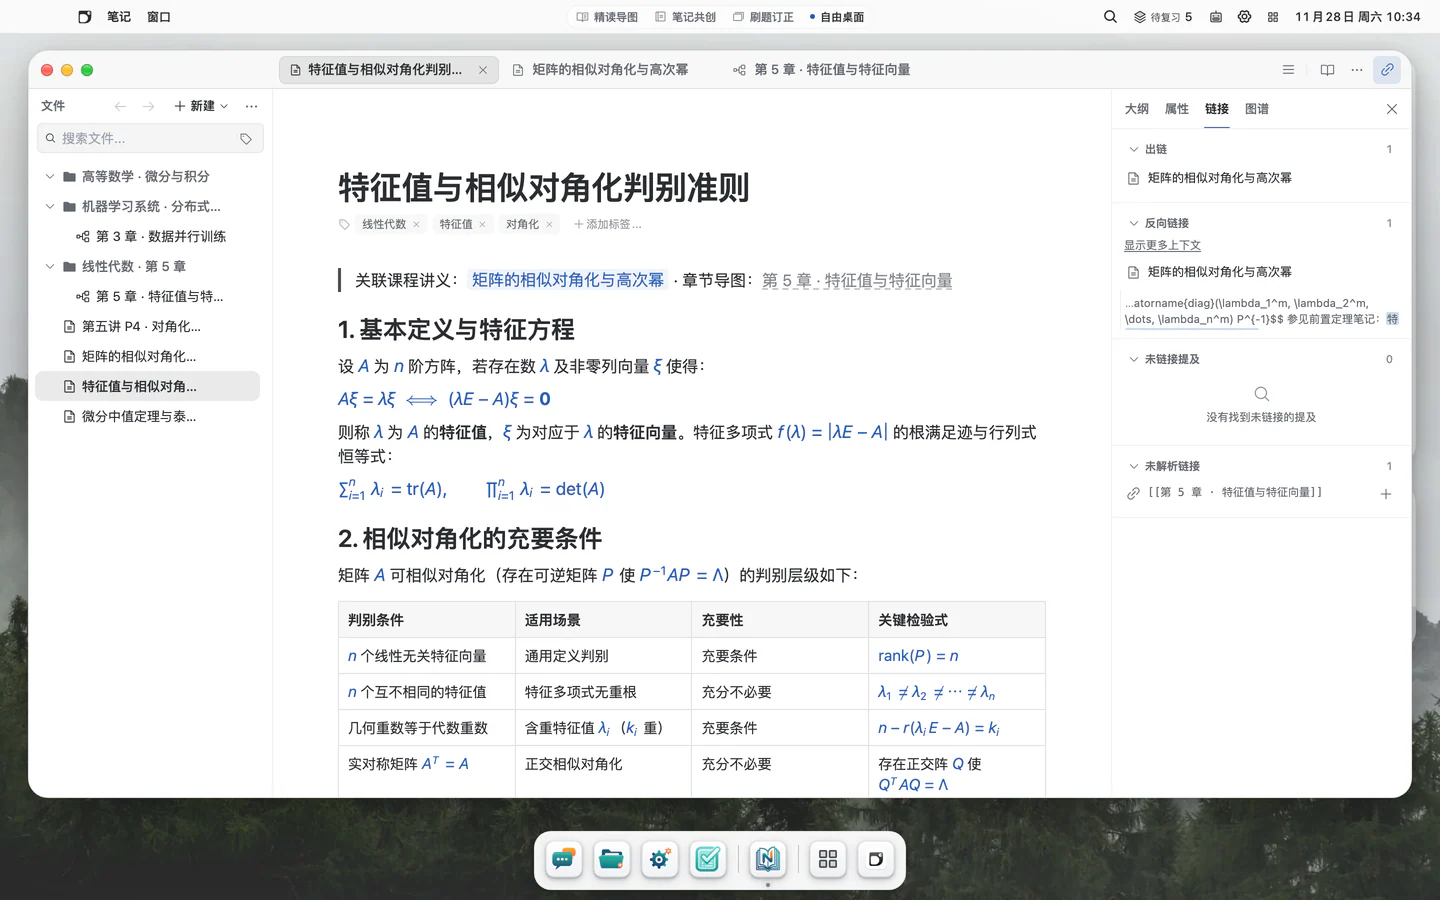 笔记 窗口 精读导图 笔记共创 刷题订正 自由桌面 待复习 5 11月28日 周六 10:34
特征值与相似对角化判别... 矩阵的相似对角化与高次幂 第 5 章 · 特征值与特征向量
文件 新建
搜索文件...
高等数学 · 微分与积分
机器学习系统 · 分布式...
第 3 章 · 数据并行训练
线性代数 · 第 5 章
第 5 章 · 特征值与特...
第五讲 P4 · 对角化...
矩阵的相似对角化...
特征值与相似对角...
微分中值定理与泰...
特征值与相似对角化判别准则
线性代数 × 特征值 × 对角化 × + 添加标签...
关联课程讲义： 矩阵的相似对角化与高次幂 · 章节导图： 第 5 章 · 特征值与特征向量
1. 基本定义与特征方程
设 A 为 n 阶方阵，若存在数 λ 及非零列向量 ξ 使得：
Aξ = λξ ⟺ (λE − A)ξ = 0
则称 λ 为 A 的特征值，ξ 为对应于 λ 的特征向量。特征多项式 f(λ) = |λE − A| 的根满足迹与行列式
恒等式：
∑ⁿᵢ₌₁ λᵢ = tr(A), ∏ⁿᵢ₌₁ λᵢ = det(A)
2. 相似对角化的充要条件
矩阵 A 可相似对角化（存在可逆矩阵 P 使 P⁻¹AP = Λ）的判别层级如下：
判别条件 适用场景 充要性 关键检验式
n 个线性无关特征向量 通用定义判别 充要条件 rank(P) = n
n 个互不相同的特征值 特征多项式无重根 充分不必要 λ₁ ≠ λ₂ ≠ ⋯ ≠ λₙ
几何重数等于代数重数 含重特征值 λᵢ（kᵢ 重） 充要条件 n − r(λᵢE − A) = kᵢ
实对称矩阵 Aᵀ = A 正交相似对角化 充分不必要 存在正交阵 Q 使
QᵀAQ = Λ
大纲 属性 链接 图谱
出链 1
矩阵的相似对角化与高次幂
反向链接 1
显示更多上下文
矩阵的相似对角化与高次幂
...atorname{diag}(\lambda_1^m, \lambda_2^m,
\dots, \lambda_n^m) P^{-1}$$ 参见前置定理笔记：特
未链接提及 0
没有找到未链接的提及
未解析链接 1
[[第 5 章 · 特征值与特征向量]]